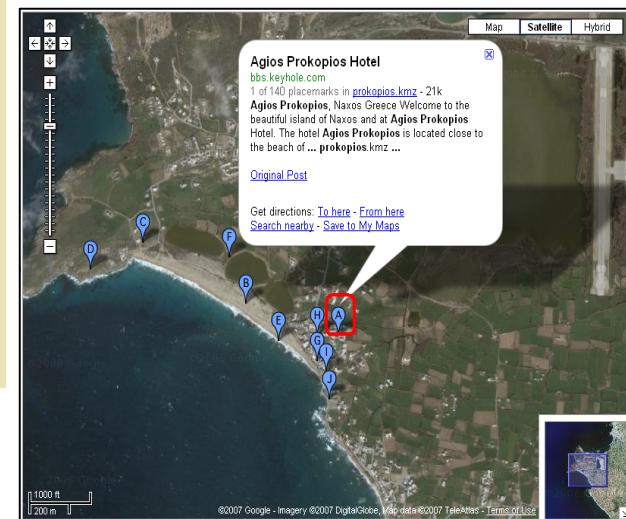 Map Satellite Hybrid
Agios Prokopios Hotel
bbs.keyhole.com
1 of 140 placemarks in prokopios.kmz - 21k
Agios Prokopios, Naxos Greece Welcome to the
beautiful island of Naxos and at Agios Prokopios
Hotel. The hotel Agios Prokopios is located close to
the beach of ... prokopios.kmz ...
Original Post
Get directions: To here - From here
Search nearby - Save to My Maps
C
F
D
B
H A
E
G
I
J
1000 ft
200 m
©2007 Google - Imagery ©2007 DigitalGlobe, Map data ©2007 TeleAtlas - Terms of Use